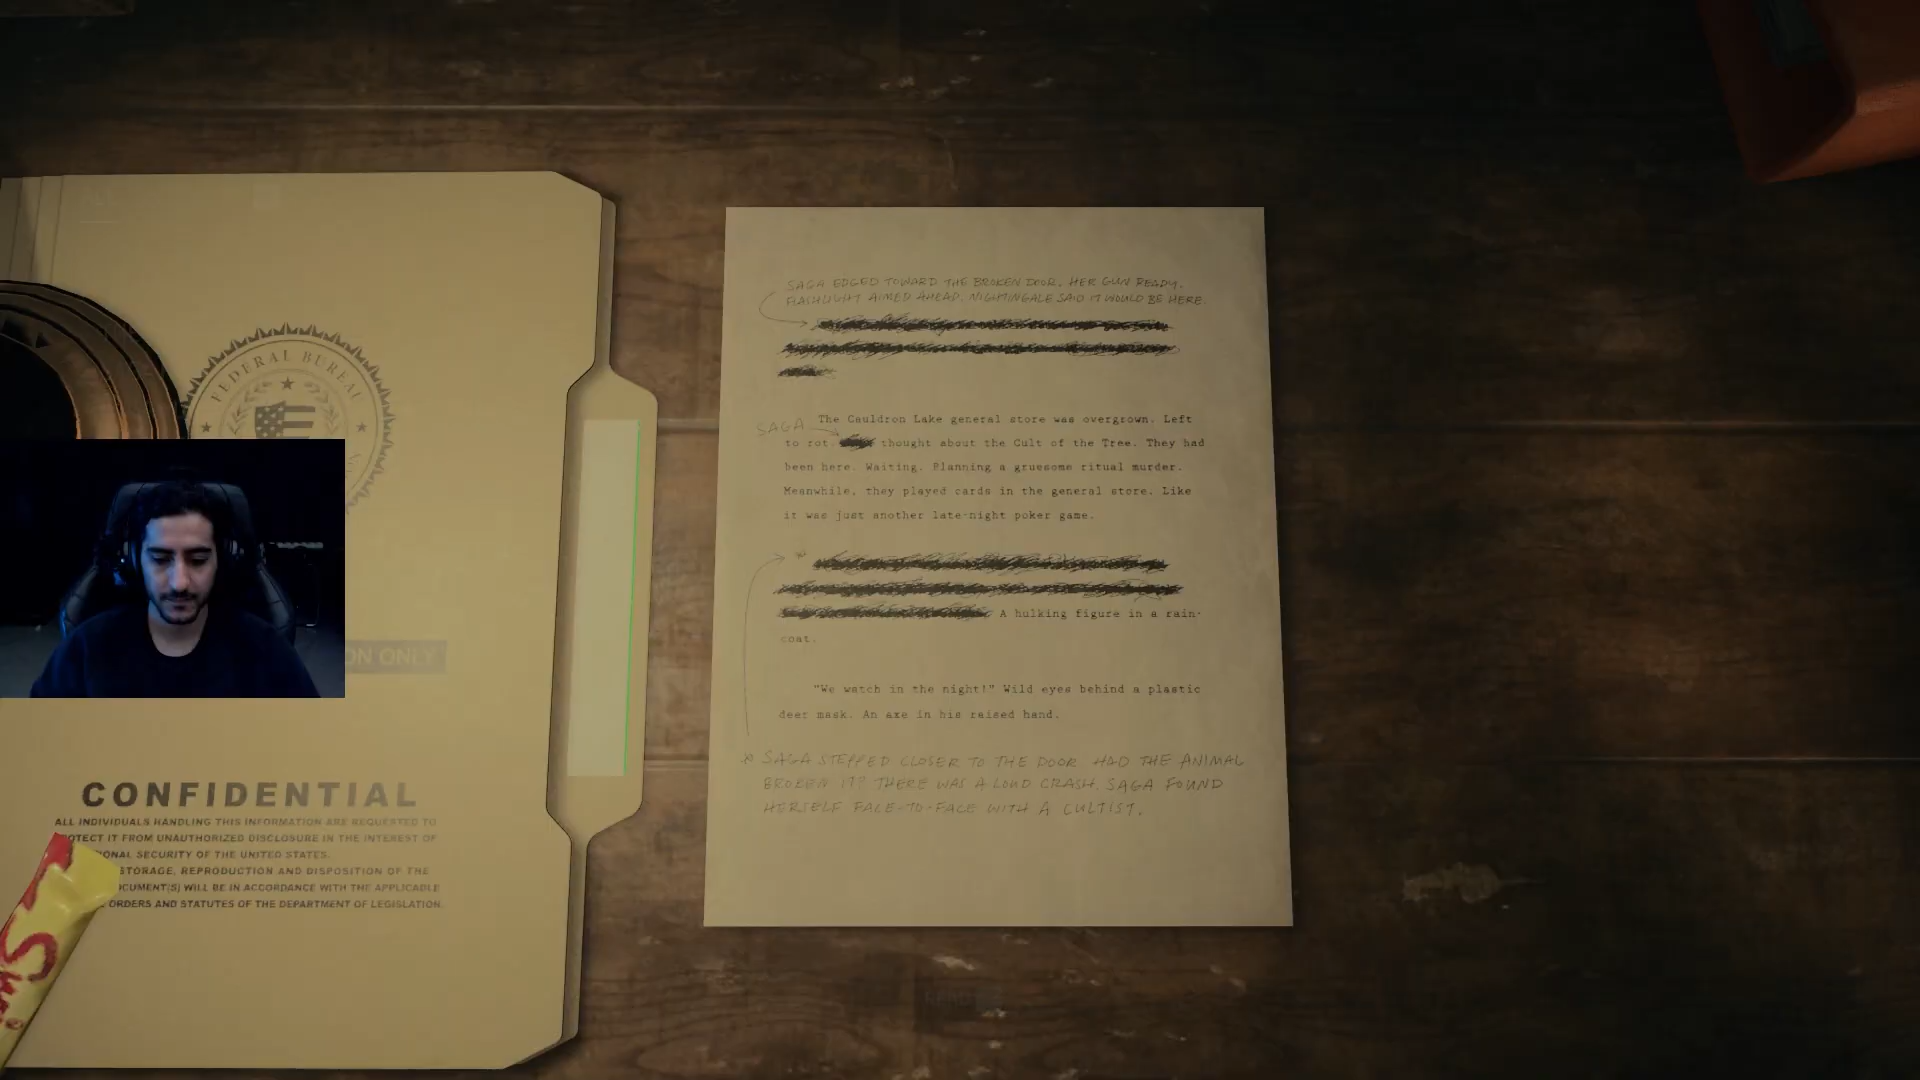 SAGA EDGED TOWARD THE BROKEN DOOR, HER GUN READY,
FLASHLIGHT AIMED AHEAD. NIGHTINGALE SAID IT WOULD BE HERE.
SAGA
The Cauldron Lake general store was overgrown. Left
to rot. thought about the Cult of the Tree. They had
been here. Waiting. Planning a gruesome ritual murder.
Meanwhile, they played cards in the general store. Like
it was just another late-night poker game.
A hulking figure in a rain-
coat.
"We watch in the night!" Wild eyes behind a plastic
deer mask. An axe in his raised hand.
* SAGA STEPPED CLOSER TO THE DOOR. HAD THE ANIMAL
BROKEN IT? THERE WAS A LOUD CRASH. SAGA FOUND
HERSELF FACE-TO-FACE WITH A CULTIST.
FEDERAL BUREAU
ON ONLY
CONFIDENTIAL
ALL INDIVIDUALS HANDLING THIS INFORMATION ARE REQUESTED TO
OTECT IT FROM UNAUTHORIZED DISCLOSURE IN THE INTEREST OF
ONAL SECURITY OF THE UNITED STATES.
STORAGE, REPRODUCTION AND DISPOSITION OF THE
OCUMENT(S) WILL BE IN ACCORDANCE WITH THE APPLICABLE
ORDERS AND STATUTES OF THE DEPARTMENT OF LEGISLATION.